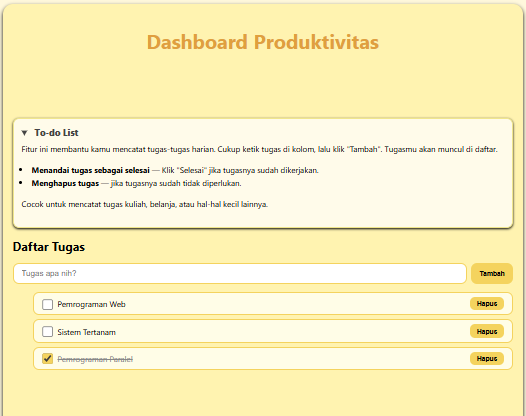 Dashboard Produktivitas
▼ To-do List
Fitur ini membantu kamu mencatat tugas-tugas harian. Cukup ketik tugas di kolom, lalu klik "Tambah". Tugasmu akan muncul di daftar.
• Menandai tugas sebagai selesai — Klik "Selesai" jika tugasnya sudah dikerjakan.
• Menghapus tugas — jika tugasnya sudah tidak diperlukan.
Cocok untuk mencatat tugas kuliah, belanja, atau hal-hal kecil lainnya.
Daftar Tugas
Tugas apa nih? Tambah
Pemrograman Web Hapus
Sistem Tertanam Hapus
Pemrograman Paralel Hapus